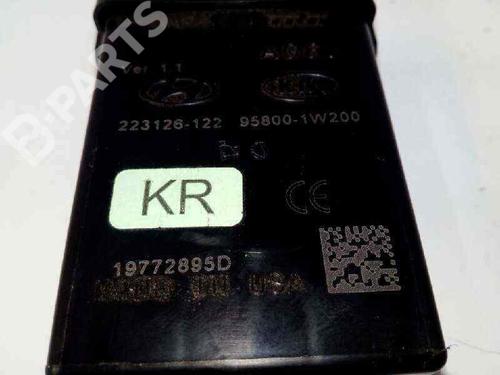 B-PARTS
Ver 1.1
223126-122 95800-1W200
KR
CE
19772895D
USA